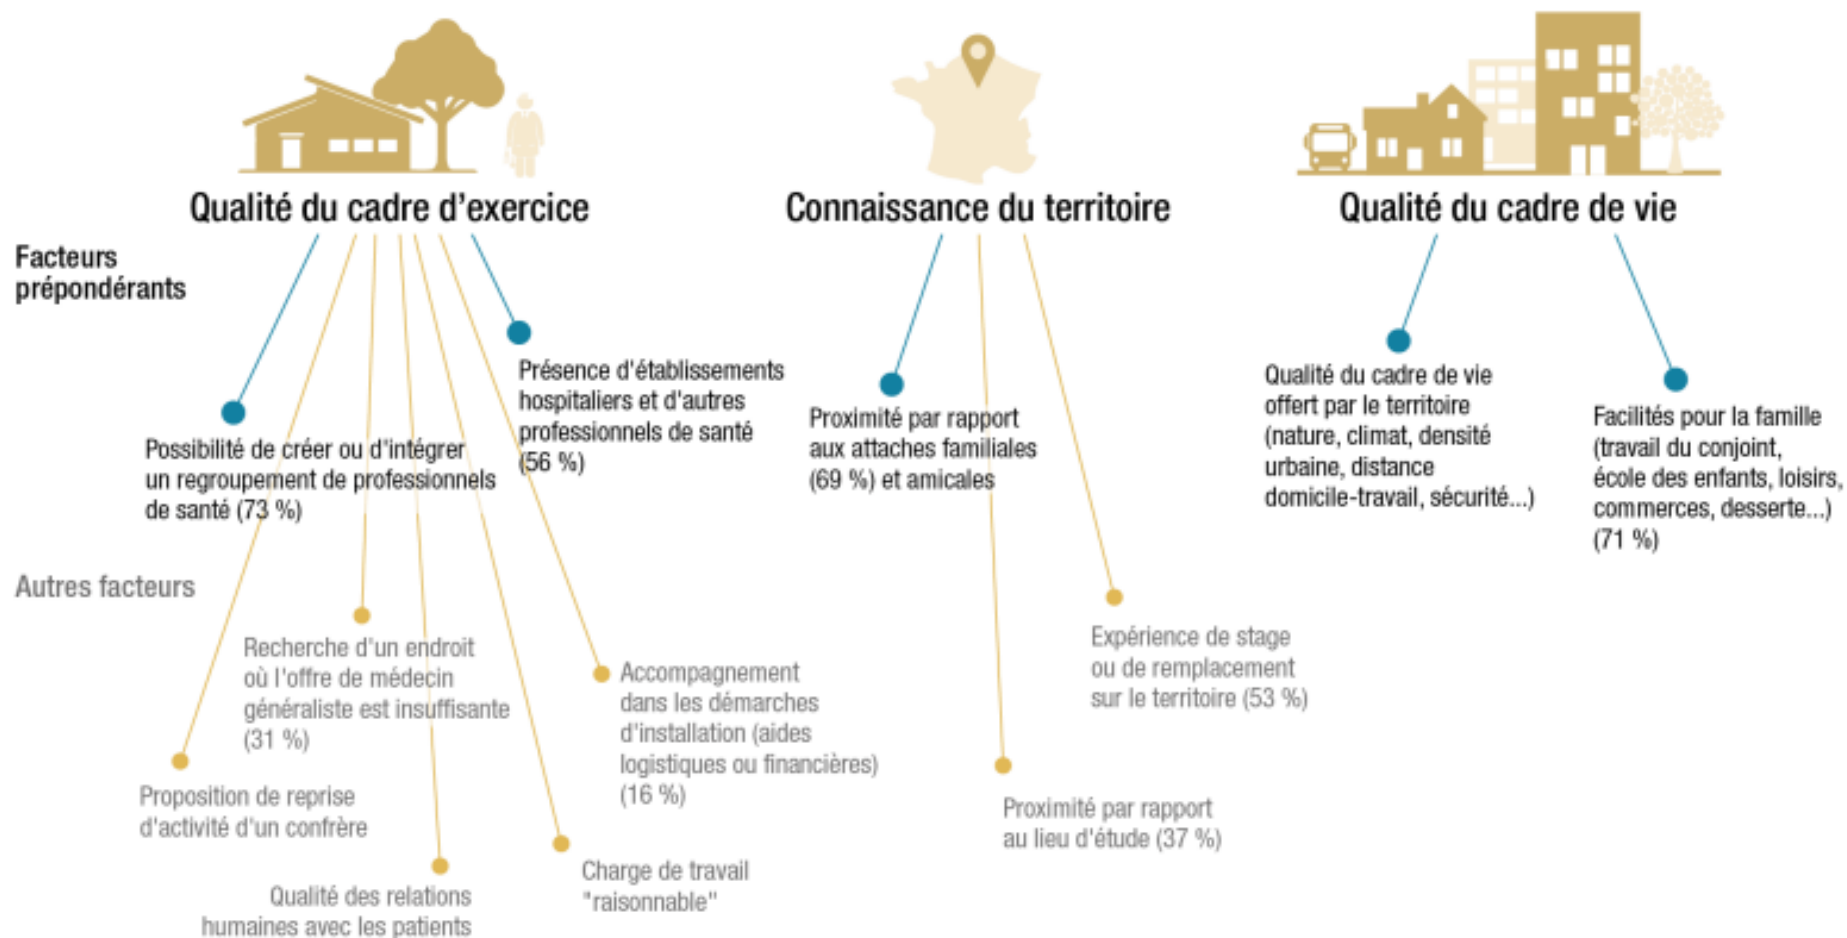 Qualité du cadre d'exercice
Connaissance du territoire
Qualité du cadre de vie
Facteurs
prépondérants
Possibilité de créer ou d'intégrer
un regroupement de professionnels
de santé (73 %)
Présence d'établissements
hospitaliers et d'autres
professionnels de santé
(56 %)
Proximité par rapport
aux attaches familiales
(69 %) et amicales
Qualité du cadre de vie
offert par le territoire
(nature, climat, densité
urbaine, distance
domicile-travail, sécurité...)
Facilités pour la famille
(travail du conjoint,
école des enfants, loisirs,
commerces, desserte...)
(71 %)
Autres facteurs
Proposition de reprise
d'activité d'un confrère
Recherche d'un endroit
où l'offre de médecin
généraliste est insuffisante
(31 %)
Qualité des relations
humaines avec les patients
Charge de travail
"raisonnable"
Accompagnement
dans les démarches
d'installation (aides
logistiques ou financières)
(16 %)
Proximité par rapport
au lieu d'étude (37 %)
Expérience de stage
ou de remplacement
sur le territoire (53 %)